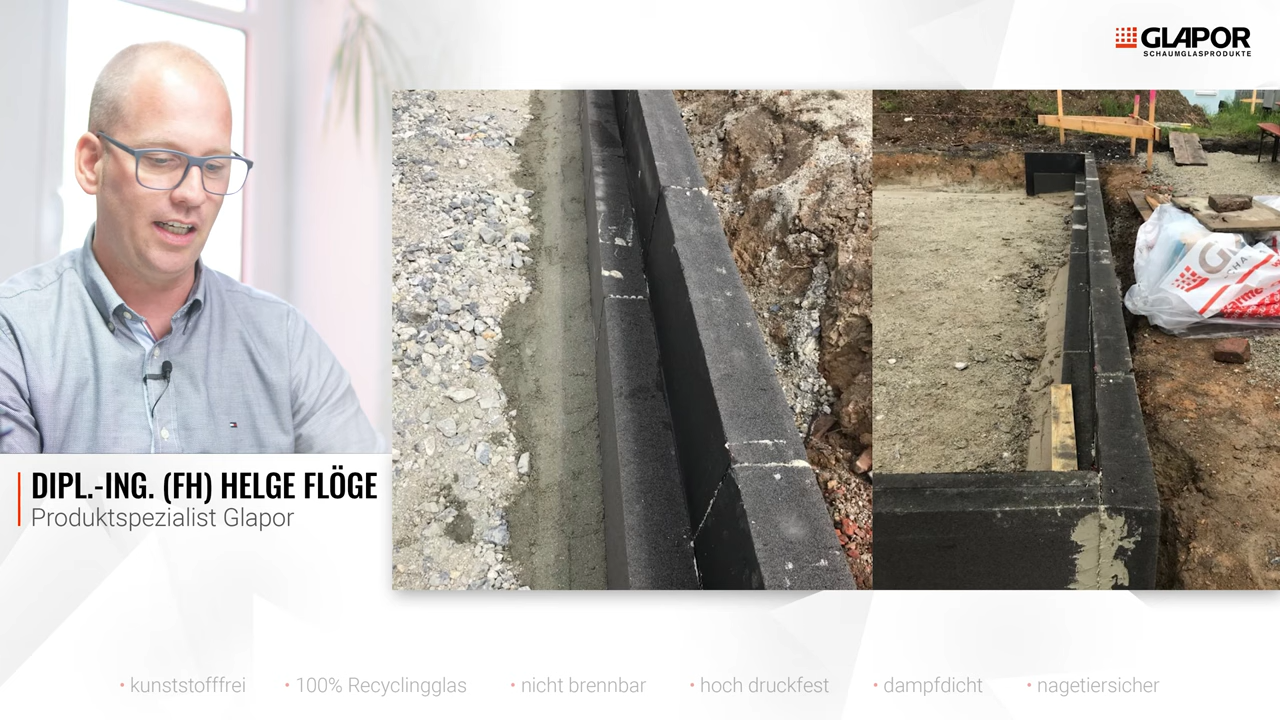 GLAPOR
SCHAUMGLASPRODUKTE
DIPL.-ING. (FH) HELGE FLÖGE
Produktspezialist Glapor
• kunststofffrei • 100% Recyclingglas • nicht brennbar • hoch druckfest • dampfdicht • nagetiersicher